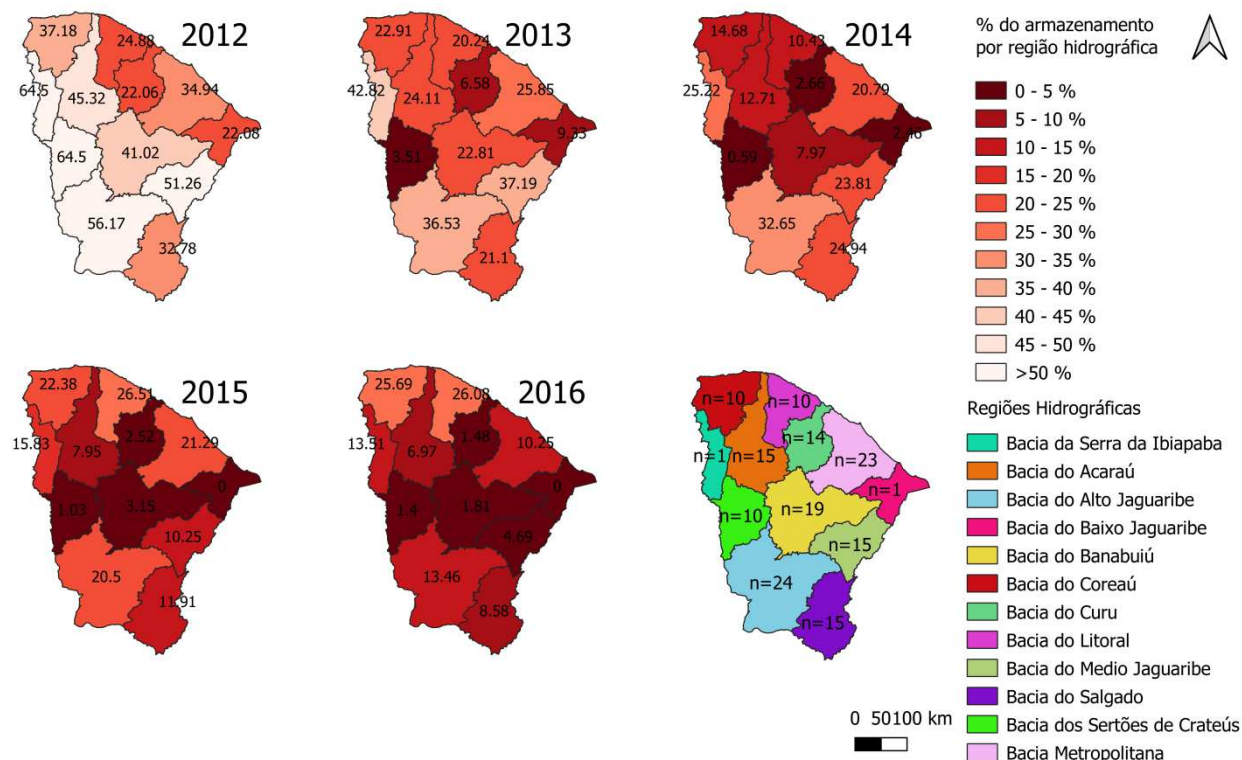 2012
37.18
24.88
64.5
45.32
22.06
34.94
22.08
64.5
41.02
51.26
56.17
32.78
2013
22.91
20.24
42.82
24.11
6.58
25.85
9.33
3.51
22.81
37.19
36.53
21.1
2014
14.68
10.43
25.22
12.71
2.66
20.79
2.46
0.59
7.97
23.81
32.65
24.94
% do armazenamento
por região hidrográfica
0 - 5 %
5 - 10 %
10 - 15 %
15 - 20 %
20 - 25 %
25 - 30 %
30 - 35 %
35 - 40 %
40 - 45 %
45 - 50 %
>50 %
2015
22.38
26.51
15.83
7.95
2.52
21.29
0
1.03
3.15
10.25
20.5
11.91
2016
25.69
26.08
13.51
6.97
1.48
10.25
0
1.4
1.81
4.69
13.46
8.58
n=10
n=10
n=1
n=15
n=14
n=23
n=1
n=10
n=19
n=15
n=24
n=15
0 50100 km
Regiões Hidrográficas
Bacia da Serra da Ibiapaba
Bacia do Acaraú
Bacia do Alto Jaguaribe
Bacia do Baixo Jaguaribe
Bacia do Banabuiú
Bacia do Coreaú
Bacia do Curu
Bacia do Litoral
Bacia do Medio Jaguaribe
Bacia do Salgado
Bacia dos Sertões de Crateús
Bacia Metropolitana